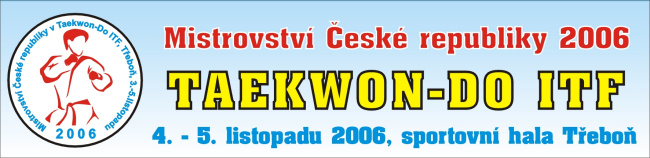 Mistrovství České republiky v Taekwon-Do ITF, Třeboň, 3.-5.listopadu
2006
Mistrovství České republiky 2006
TAEKWON-DO ITF
4. - 5. listopadu 2006, sportovní hala Třeboň